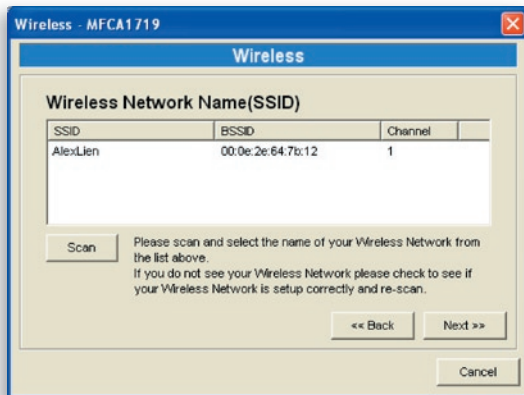 Wireless - MFCA1719
Wireless
Wireless Network Name(SSID)
SSID BSSID Channel
AlexLien 00:0e:2e:64:7b:12 1
Scan
Please scan and select the name of your Wireless Network from
the list above.
If you do not see your Wireless Network please check to see if
your Wireless Network is setup correctly and re-scan.
<< Back Next >>
Cancel